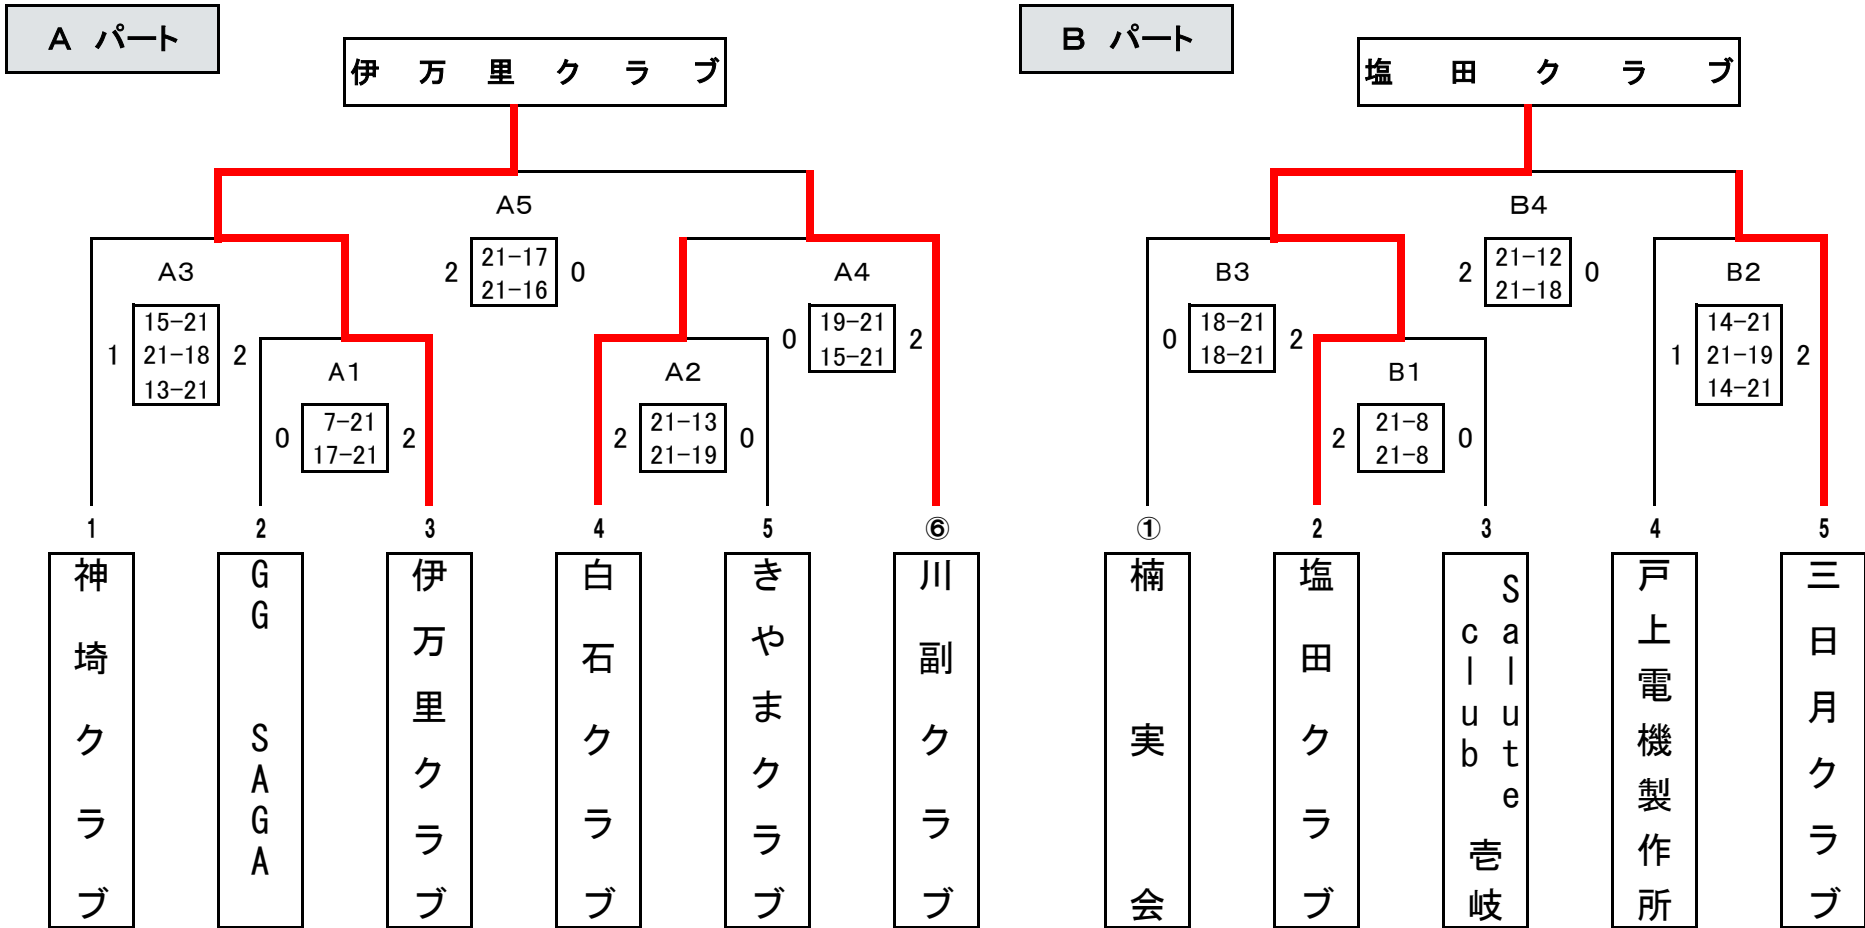 A パート
伊万里クラブ
A5
2 21-17 0
21-16
A3
15-21
1 21-18 2
13-21
A4
0 19-21 2
15-21
A1
0 7-21 2
17-21
A2
2 21-13 0
21-19
1 2 3 4 5 ⑥
神埼クラブ
GG SAGA
伊万里クラブ
白石クラブ
きやまクラブ
川副クラブ
B パート
塩田クラブ
B4
2 21-12 0
21-18
B3
0 18-21 2
18-21
B2
14-21
1 21-19 2
14-21
B1
2 21-8 0
21-8
① 2 3 4 5
楠実会
塩田クラブ
Salute
club
壱岐
戸上電機製作所
三日月クラブ